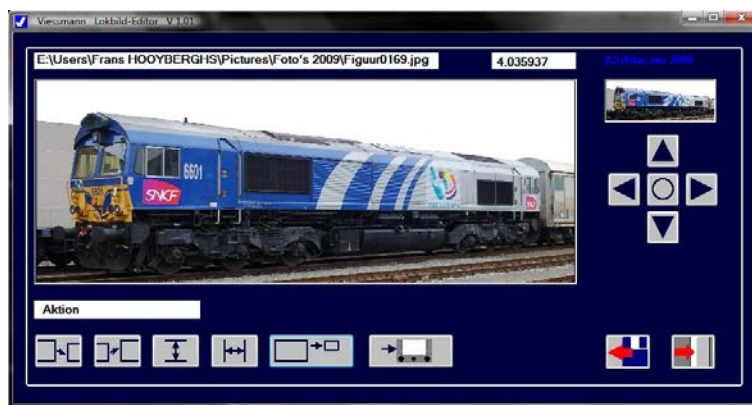 Viessmann Lokbild-Editor V 1.01
E:\Users\Frans HOOYBERGHS\Pictures\Foto's 2009\Figuur0169.jpg
4.035937
6601
SNCF
Aktion